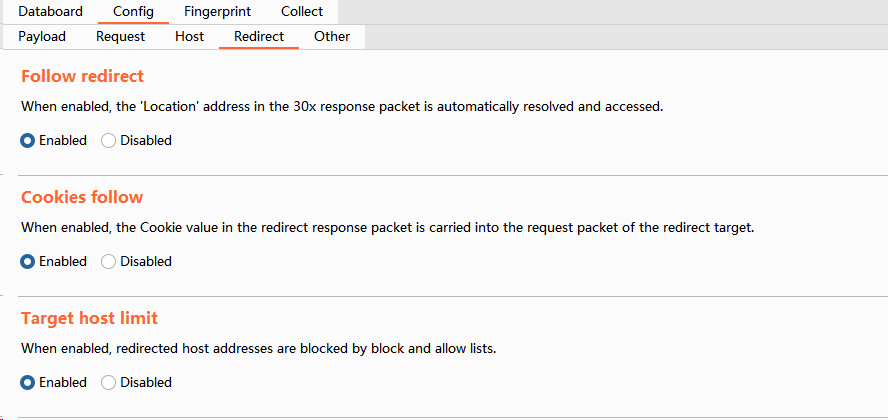 Databoard Config Fingerprint Collect
Payload Request Host Redirect Other
Follow redirect
When enabled, the 'Location' address in the 30x response packet is automatically resolved and accessed.
Enabled Disabled
Cookies follow
When enabled, the Cookie value in the redirect response packet is carried into the request packet of the redirect target.
Enabled Disabled
Target host limit
When enabled, redirected host addresses are blocked by block and allow lists.
Enabled Disabled